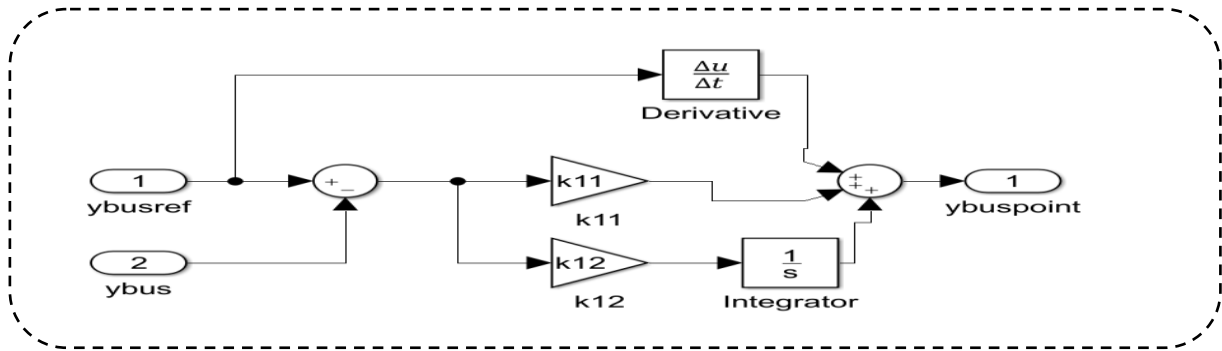 Δu
Δt
Derivative
1
ybusref
+
−
k11
k11
+
+
+
1
ybuspoint
2
ybus
k12
k12
1
s
Integrator